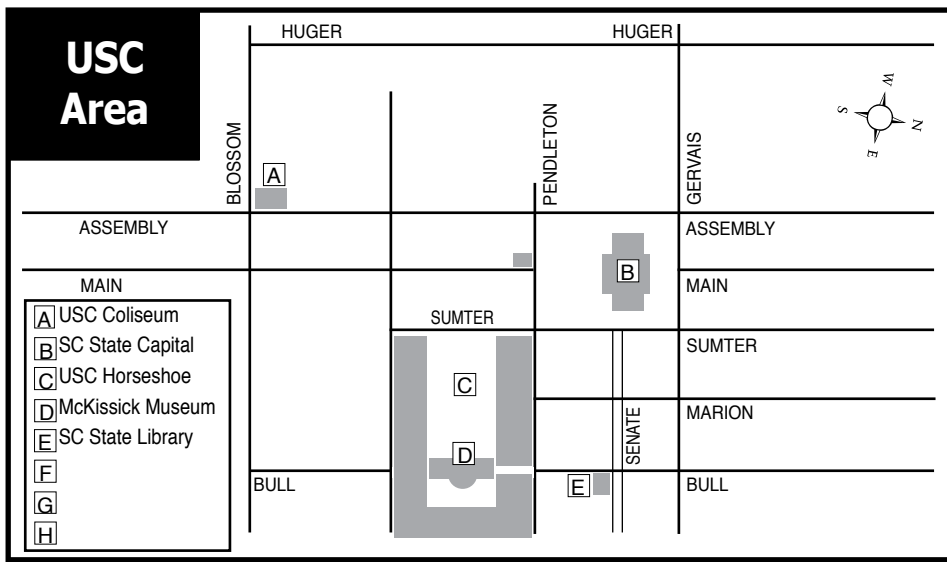 USC
Area
HUGER
HUGER
W
S
N
E
BLOSSOM
PENDLETON
GERVAIS
A
ASSEMBLY
ASSEMBLY
B
MAIN
MAIN
A USC Coliseum
B SC State Capital
C USC Horseshoe
D McKissick Museum
E SC State Library
F
G
H
SUMTER
SUMTER
C
MARION
SENATE
D
BULL
E
BULL